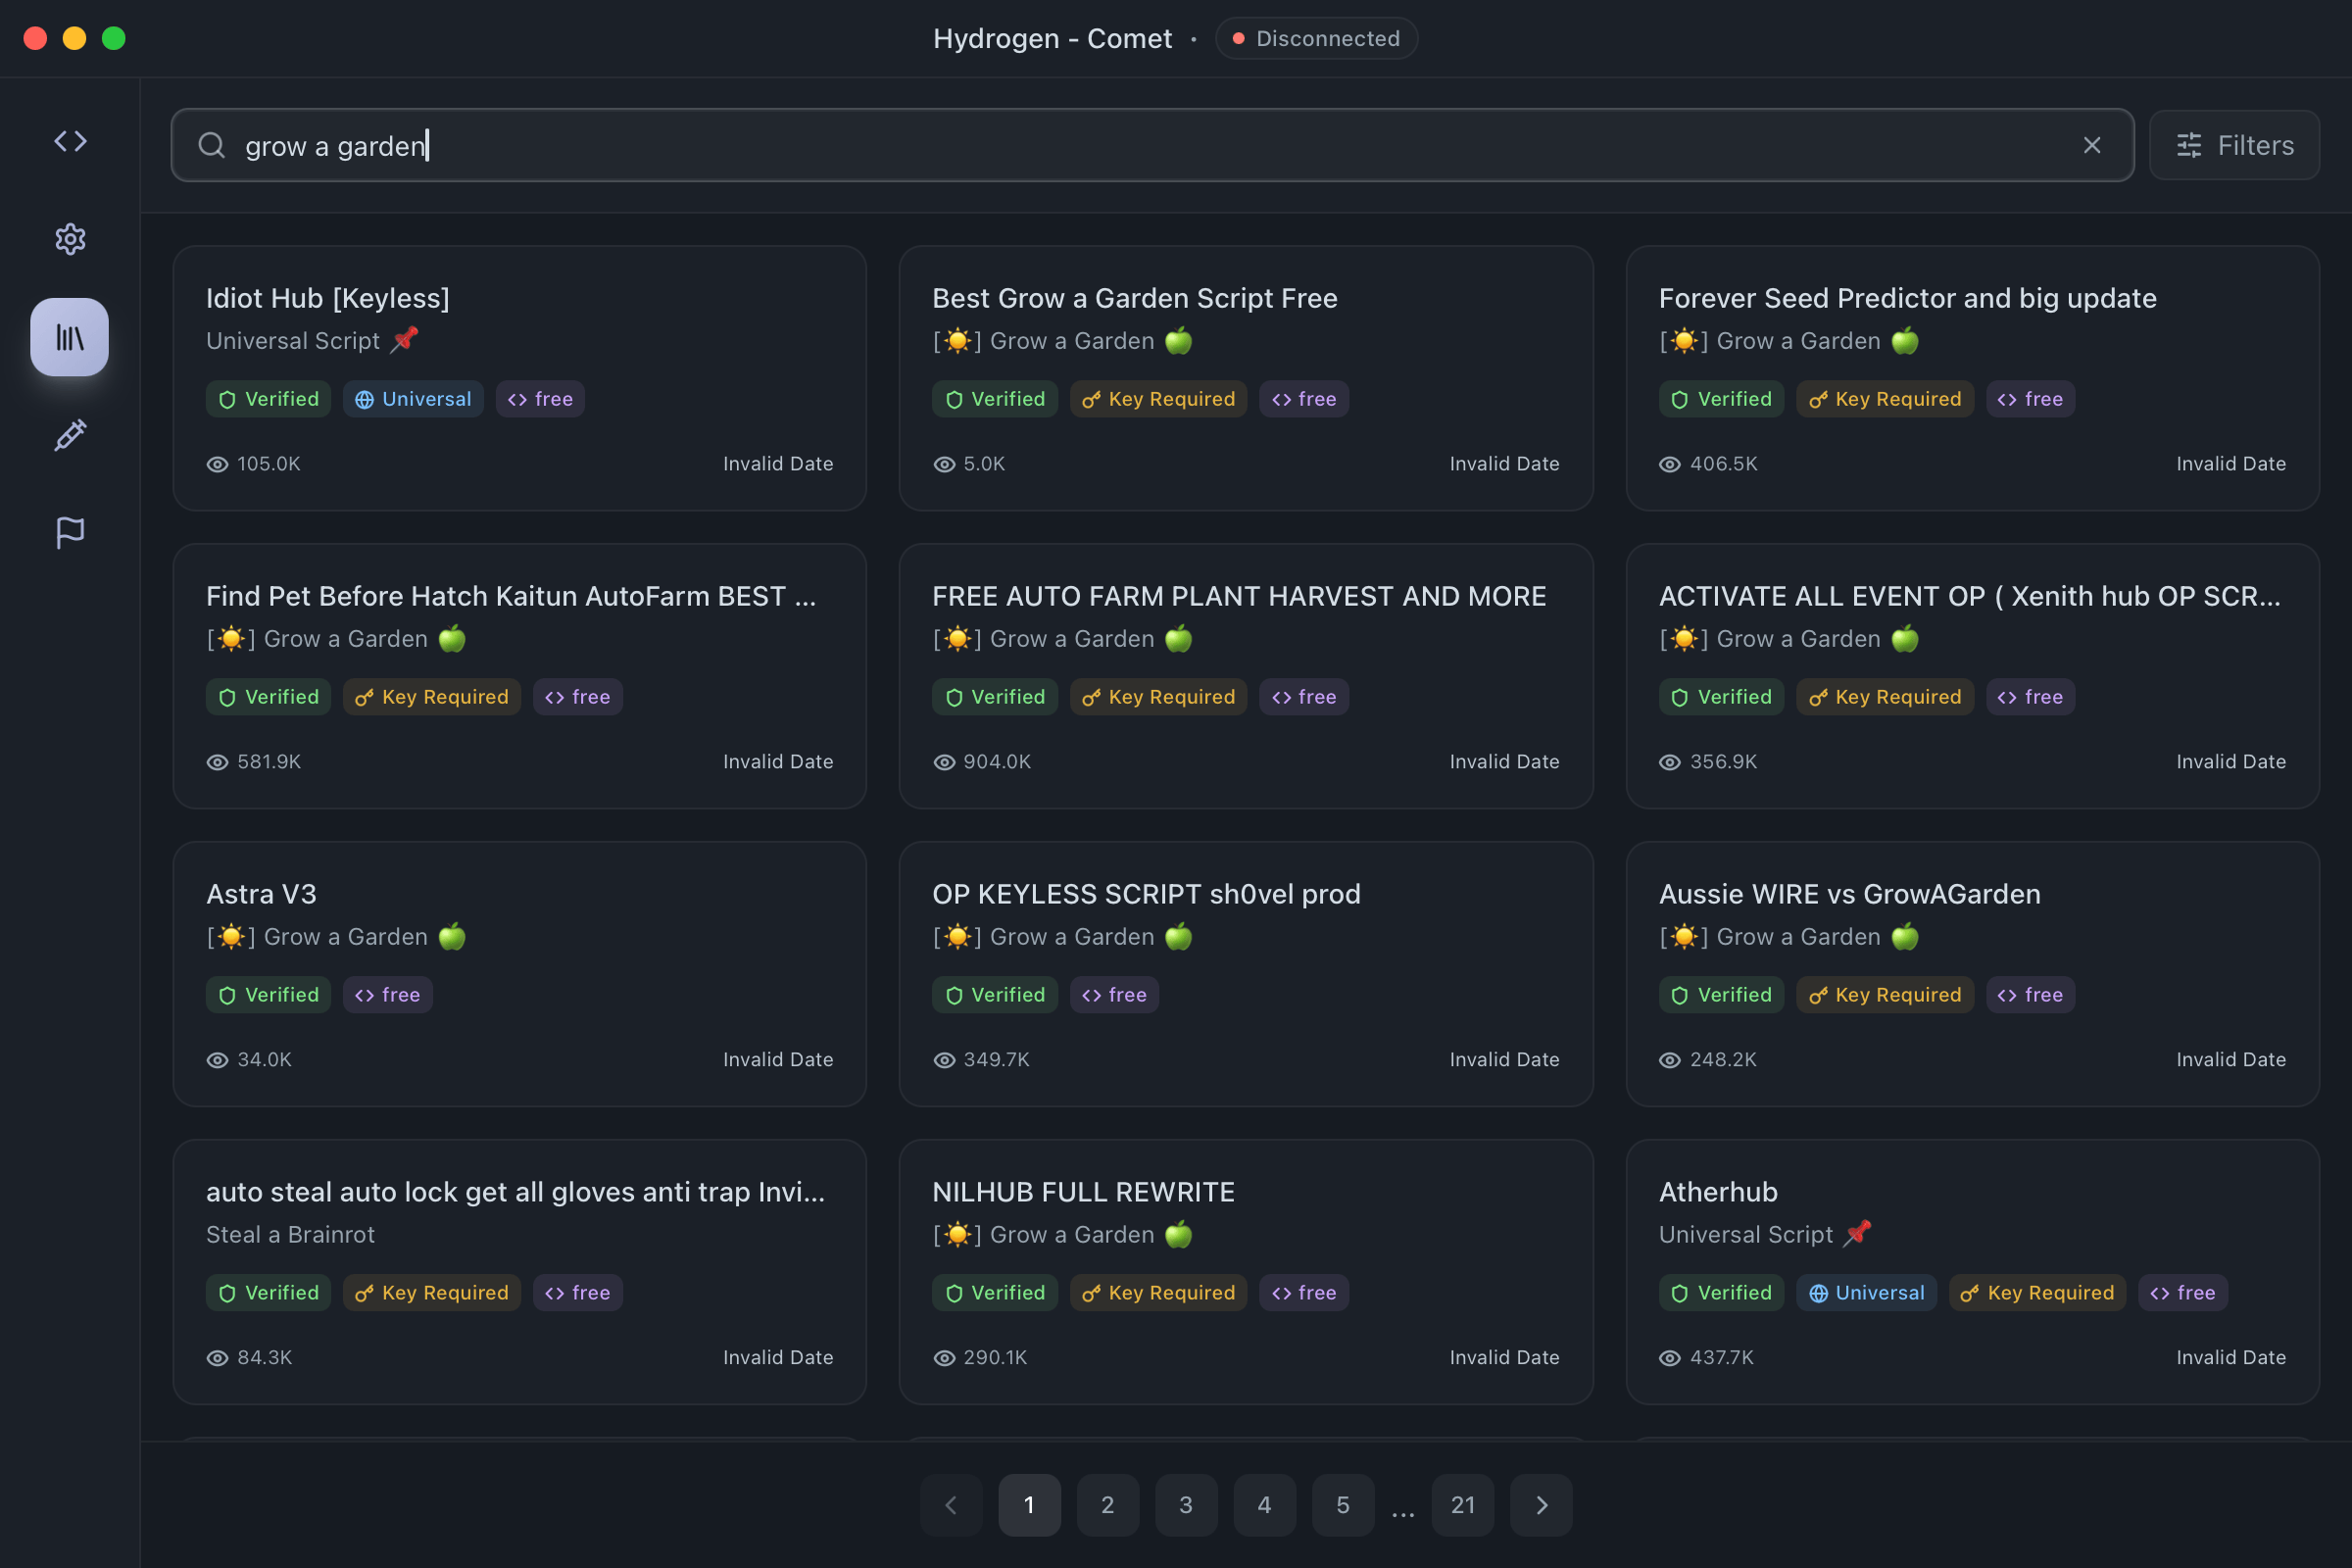 Hydrogen - Comet · Disconnected
grow a garden
Filters
Idiot Hub [Keyless]
Universal Script 📌
Verified Universal free
105.0K Invalid Date
Best Grow a Garden Script Free
[☀️] Grow a Garden 🍏
Verified Key Required free
5.0K Invalid Date
Forever Seed Predictor and big update
[☀️] Grow a Garden 🍏
Verified Key Required free
406.5K Invalid Date
Find Pet Before Hatch Kaitun AutoFarm BEST ...
[☀️] Grow a Garden 🍏
Verified Key Required free
581.9K Invalid Date
FREE AUTO FARM PLANT HARVEST AND MORE
[☀️] Grow a Garden 🍏
Verified Key Required free
904.0K Invalid Date
ACTIVATE ALL EVENT OP ( Xenith hub OP SCR...
[☀️] Grow a Garden 🍏
Verified Key Required free
356.9K Invalid Date
Astra V3
[☀️] Grow a Garden 🍏
Verified free
34.0K Invalid Date
OP KEYLESS SCRIPT sh0vel prod
[☀️] Grow a Garden 🍏
Verified free
349.7K Invalid Date
Aussie WIRE vs GrowAGarden
[☀️] Grow a Garden 🍏
Verified Key Required free
248.2K Invalid Date
auto steal auto lock get all gloves anti trap Invi...
Steal a Brainrot
Verified Key Required free
84.3K Invalid Date
NILHUB FULL REWRITE
[☀️] Grow a Garden 🍏
Verified Key Required free
290.1K Invalid Date
Atherhub
Universal Script 📌
Verified Universal Key Required free
437.7K Invalid Date
1 2 3 4 5 ... 21